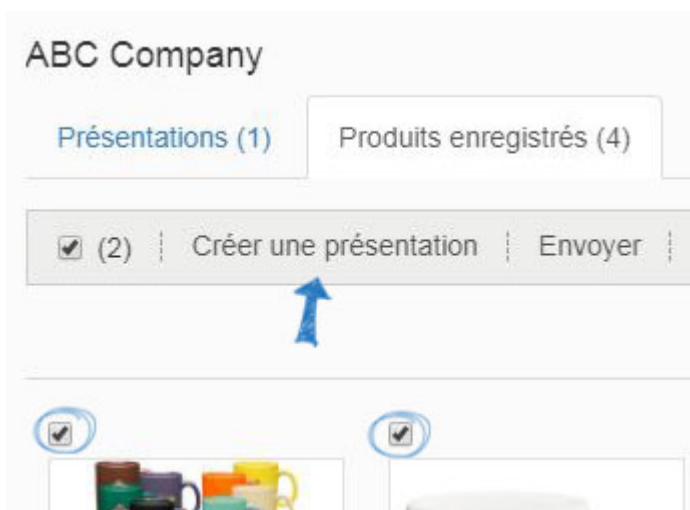 ABC Company
Présentations (1) Produits enregistrés (4)
(2) Créer une présentation Envoyer